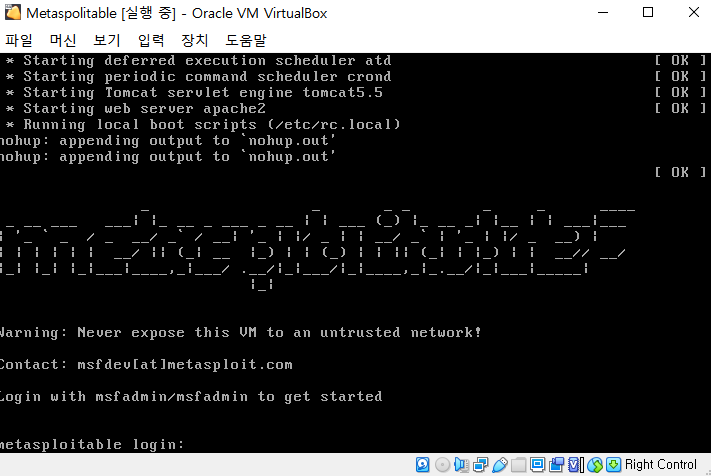 Metaspolitable [실행 중] - Oracle VM VirtualBox
파일 머신 보기 입력 장치 도움말
* Starting deferred execution scheduler atd [ OK ]
* Starting periodic command scheduler crond [ OK ]
* Starting Tomcat servlet engine tomcat5.5 [ OK ]
* Starting web server apache2 [ OK ]
* Running local boot scripts (/etc/rc.local)
nohup: appending output to `nohup.out'
nohup: appending output to `nohup.out'
[ OK ]
metasploitable2
Warning: Never expose this VM to an untrusted network!
Contact: msfdev[at]metasploit.com
Login with msfadmin/msfadmin to get started
metasploitable login:
Right Control